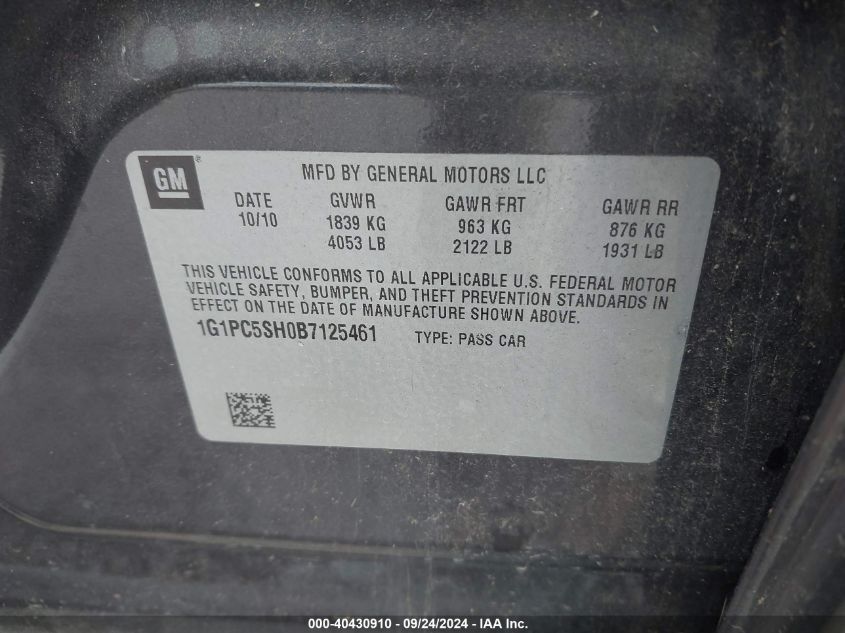 GM®
MFD BY GENERAL MOTORS LLC
DATE GVWR GAWR FRT GAWR RR
10/10 1839 KG 963 KG 876 KG
4053 LB 2122 LB 1931 LB
THIS VEHICLE CONFORMS TO ALL APPLICABLE U.S. FEDERAL MOTOR
VEHICLE SAFETY, BUMPER, AND THEFT PREVENTION STANDARDS IN
EFFECT ON THE DATE OF MANUFACTURE SHOWN ABOVE.
1G1PC5SH0B7125461 TYPE: PASS CAR
000-40430910 - 09/24/2024 - IAA Inc.